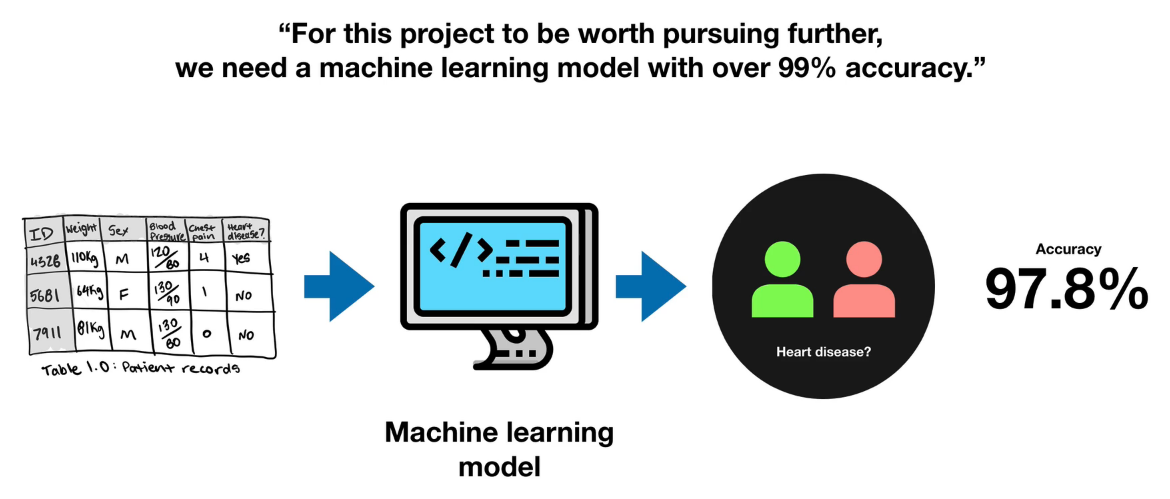 “For this project to be worth pursuing further,
we need a machine learning model with over 99% accuracy.”
ID Weight Sex Blood Pressure Chest pain Heart disease?
4328 110kg M 120/80 4 yes
5681 64kg F 130/90 1 NO
7911 81kg M 130/80 0 NO
Table 1.0: Patient records
</>
Machine learning
model
Heart disease?
Accuracy
97.8%